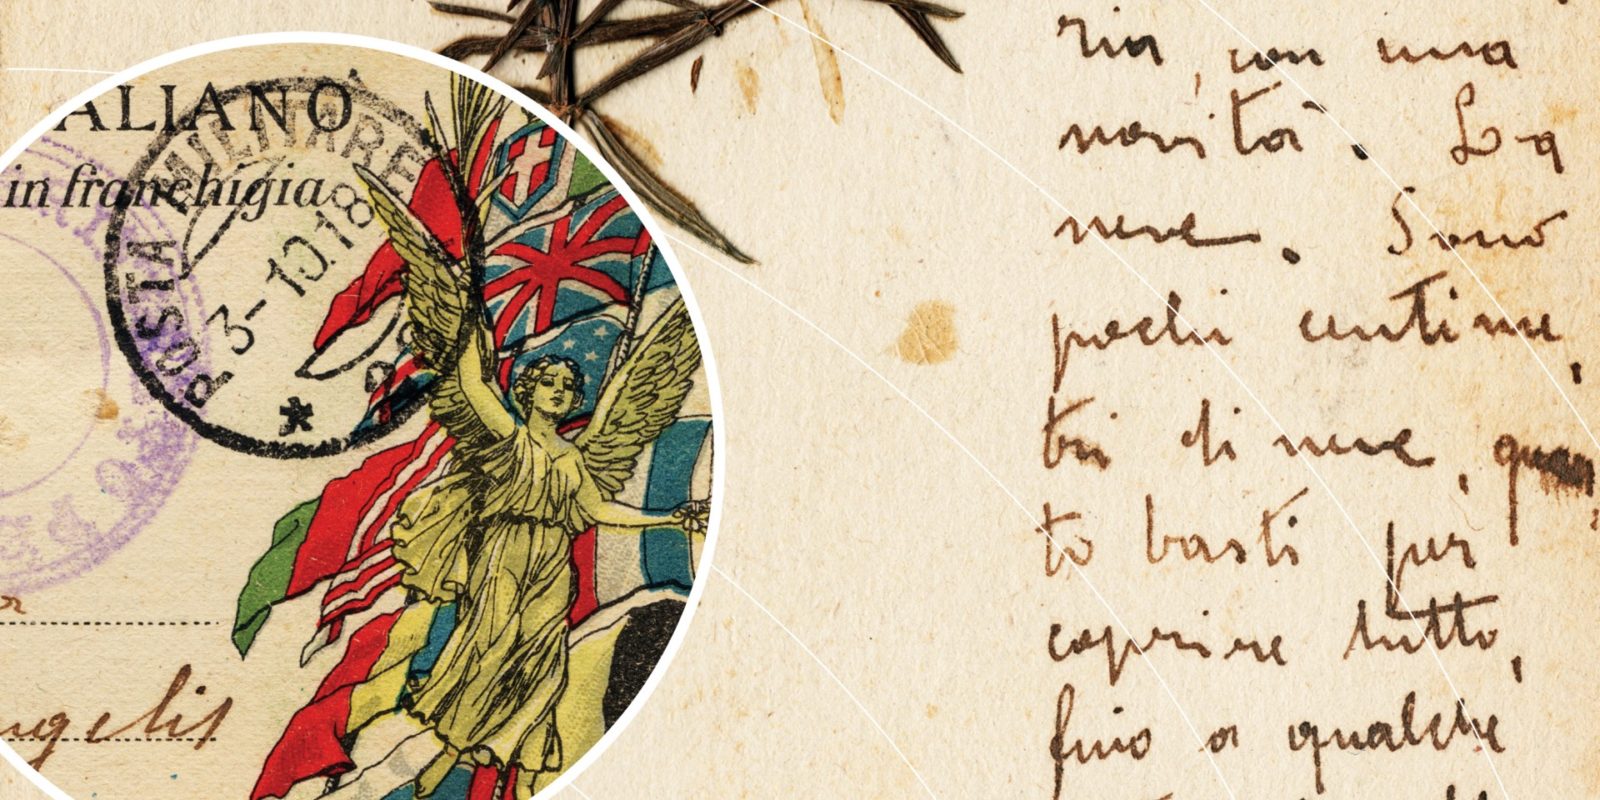 ALIANO
in franchigia
POSTA MILITARE
3-10.18
ngelis
ria, con una
novità. La
neve. Sono
pochi centime,
tri di neve, quan,
to basti per
coprire tutto,
fino a qualche